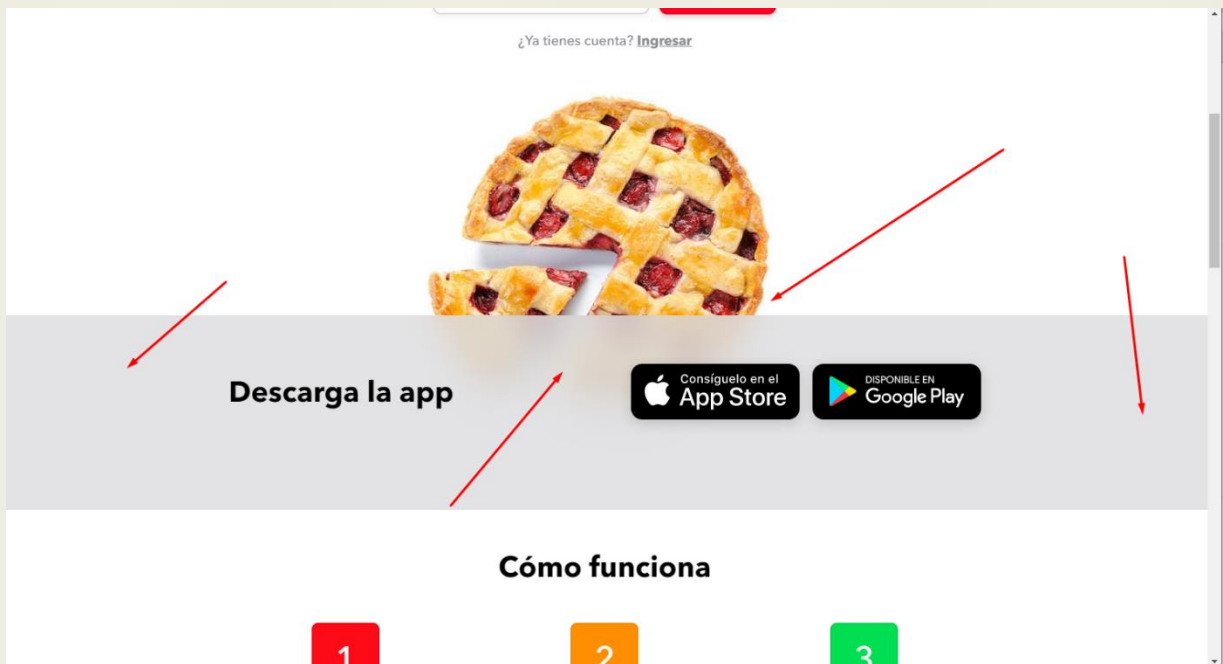 ¿Ya tienes cuenta? Ingresar
Descarga la app
Consíguelo en el
App Store
DISPONIBLE EN
Google Play
Cómo funciona
1
2
3